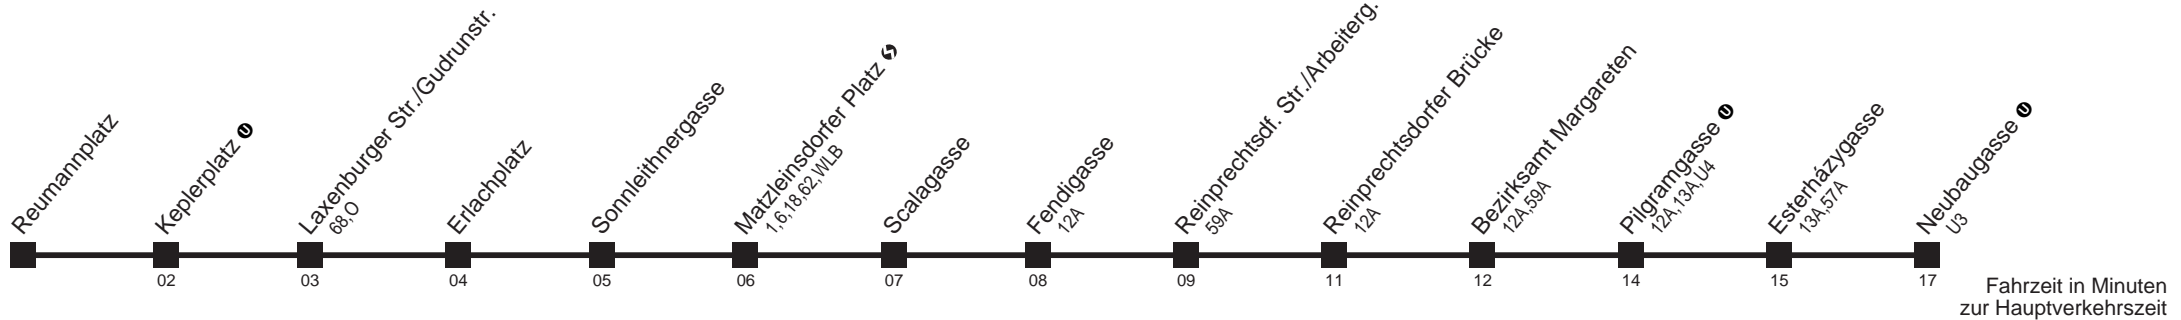 Reumannplatz
Keplerplatz U
02
Laxenburger Str./Gudrunstr.
68,O
03
Erlachplatz
04
Sonnleithnergasse
05
Matzleinsdorfer Platz
1,6,18,62,WLB
06
Scalagasse
07
Fendigasse
12A
08
Reinprechtsdf. Str./Arbeiterg.
59A
09
Reinprechtsdorfer Brücke
12A
11
Bezirksamt Margareten
12A,59A
12
Pilgramgasse U
12A,13A,U4
14
Esterházygasse
13A,57A
15
Neubaugasse U
U3
17
Fahrzeit in Minuten
zur Hauptverkehrszeit